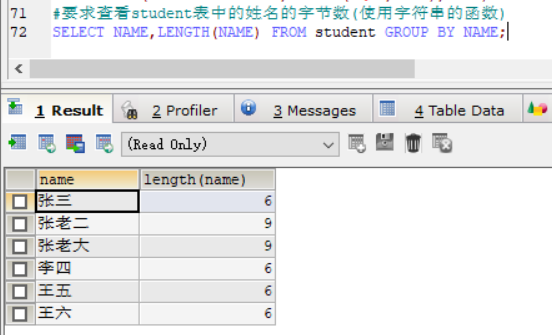 71 #要求查看student表中的姓名的字节数(使用字符串的函数)
72 SELECT NAME,LENGTH(NAME) FROM student GROUP BY NAME;
1 Result 2 Profiler 3 Messages 4 Table Data
(Read Only)
name length(name)
张三 6
张老二 9
张老大 9
李四 6
王五 6
王六 6